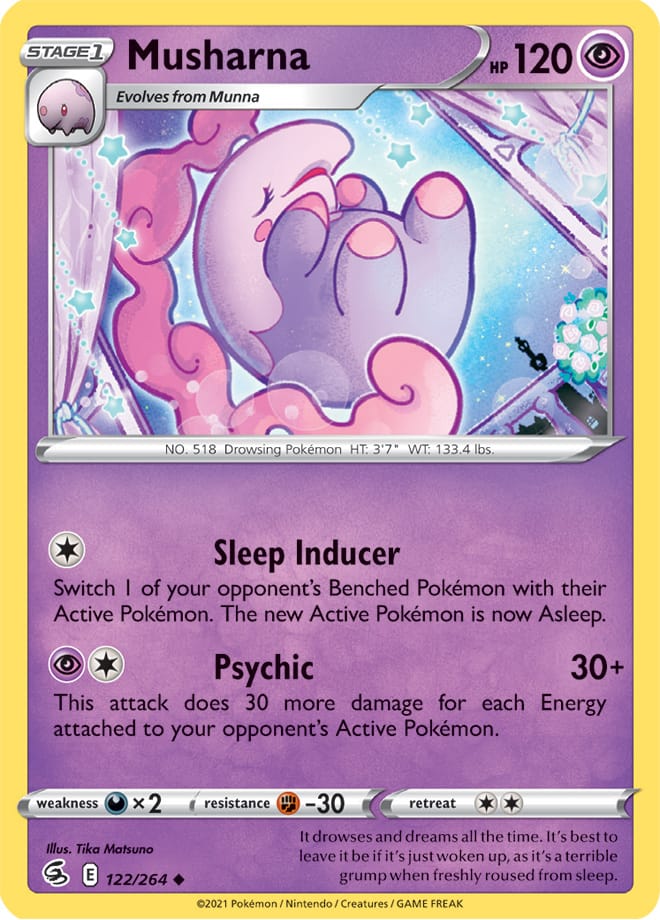 STAGE 1 Musharna HP 120
Evolves from Munna
NO. 518 Drowsing Pokémon HT: 3'7" WT: 133.4 lbs.
Sleep Inducer
Switch 1 of your opponent's Benched Pokémon with their
Active Pokémon. The new Active Pokémon is now Asleep.
Psychic 30+
This attack does 30 more damage for each Energy
attached to your opponent's Active Pokémon.
weakness ×2 resistance -30 retreat
Illus. Tika Matsuno
E 122/264
It drowses and dreams all the time. It's best to
leave it be if it's just woken up, as it's a terrible
grump when freshly roused from sleep.
©2021 Pokémon / Nintendo / Creatures / GAME FREAK